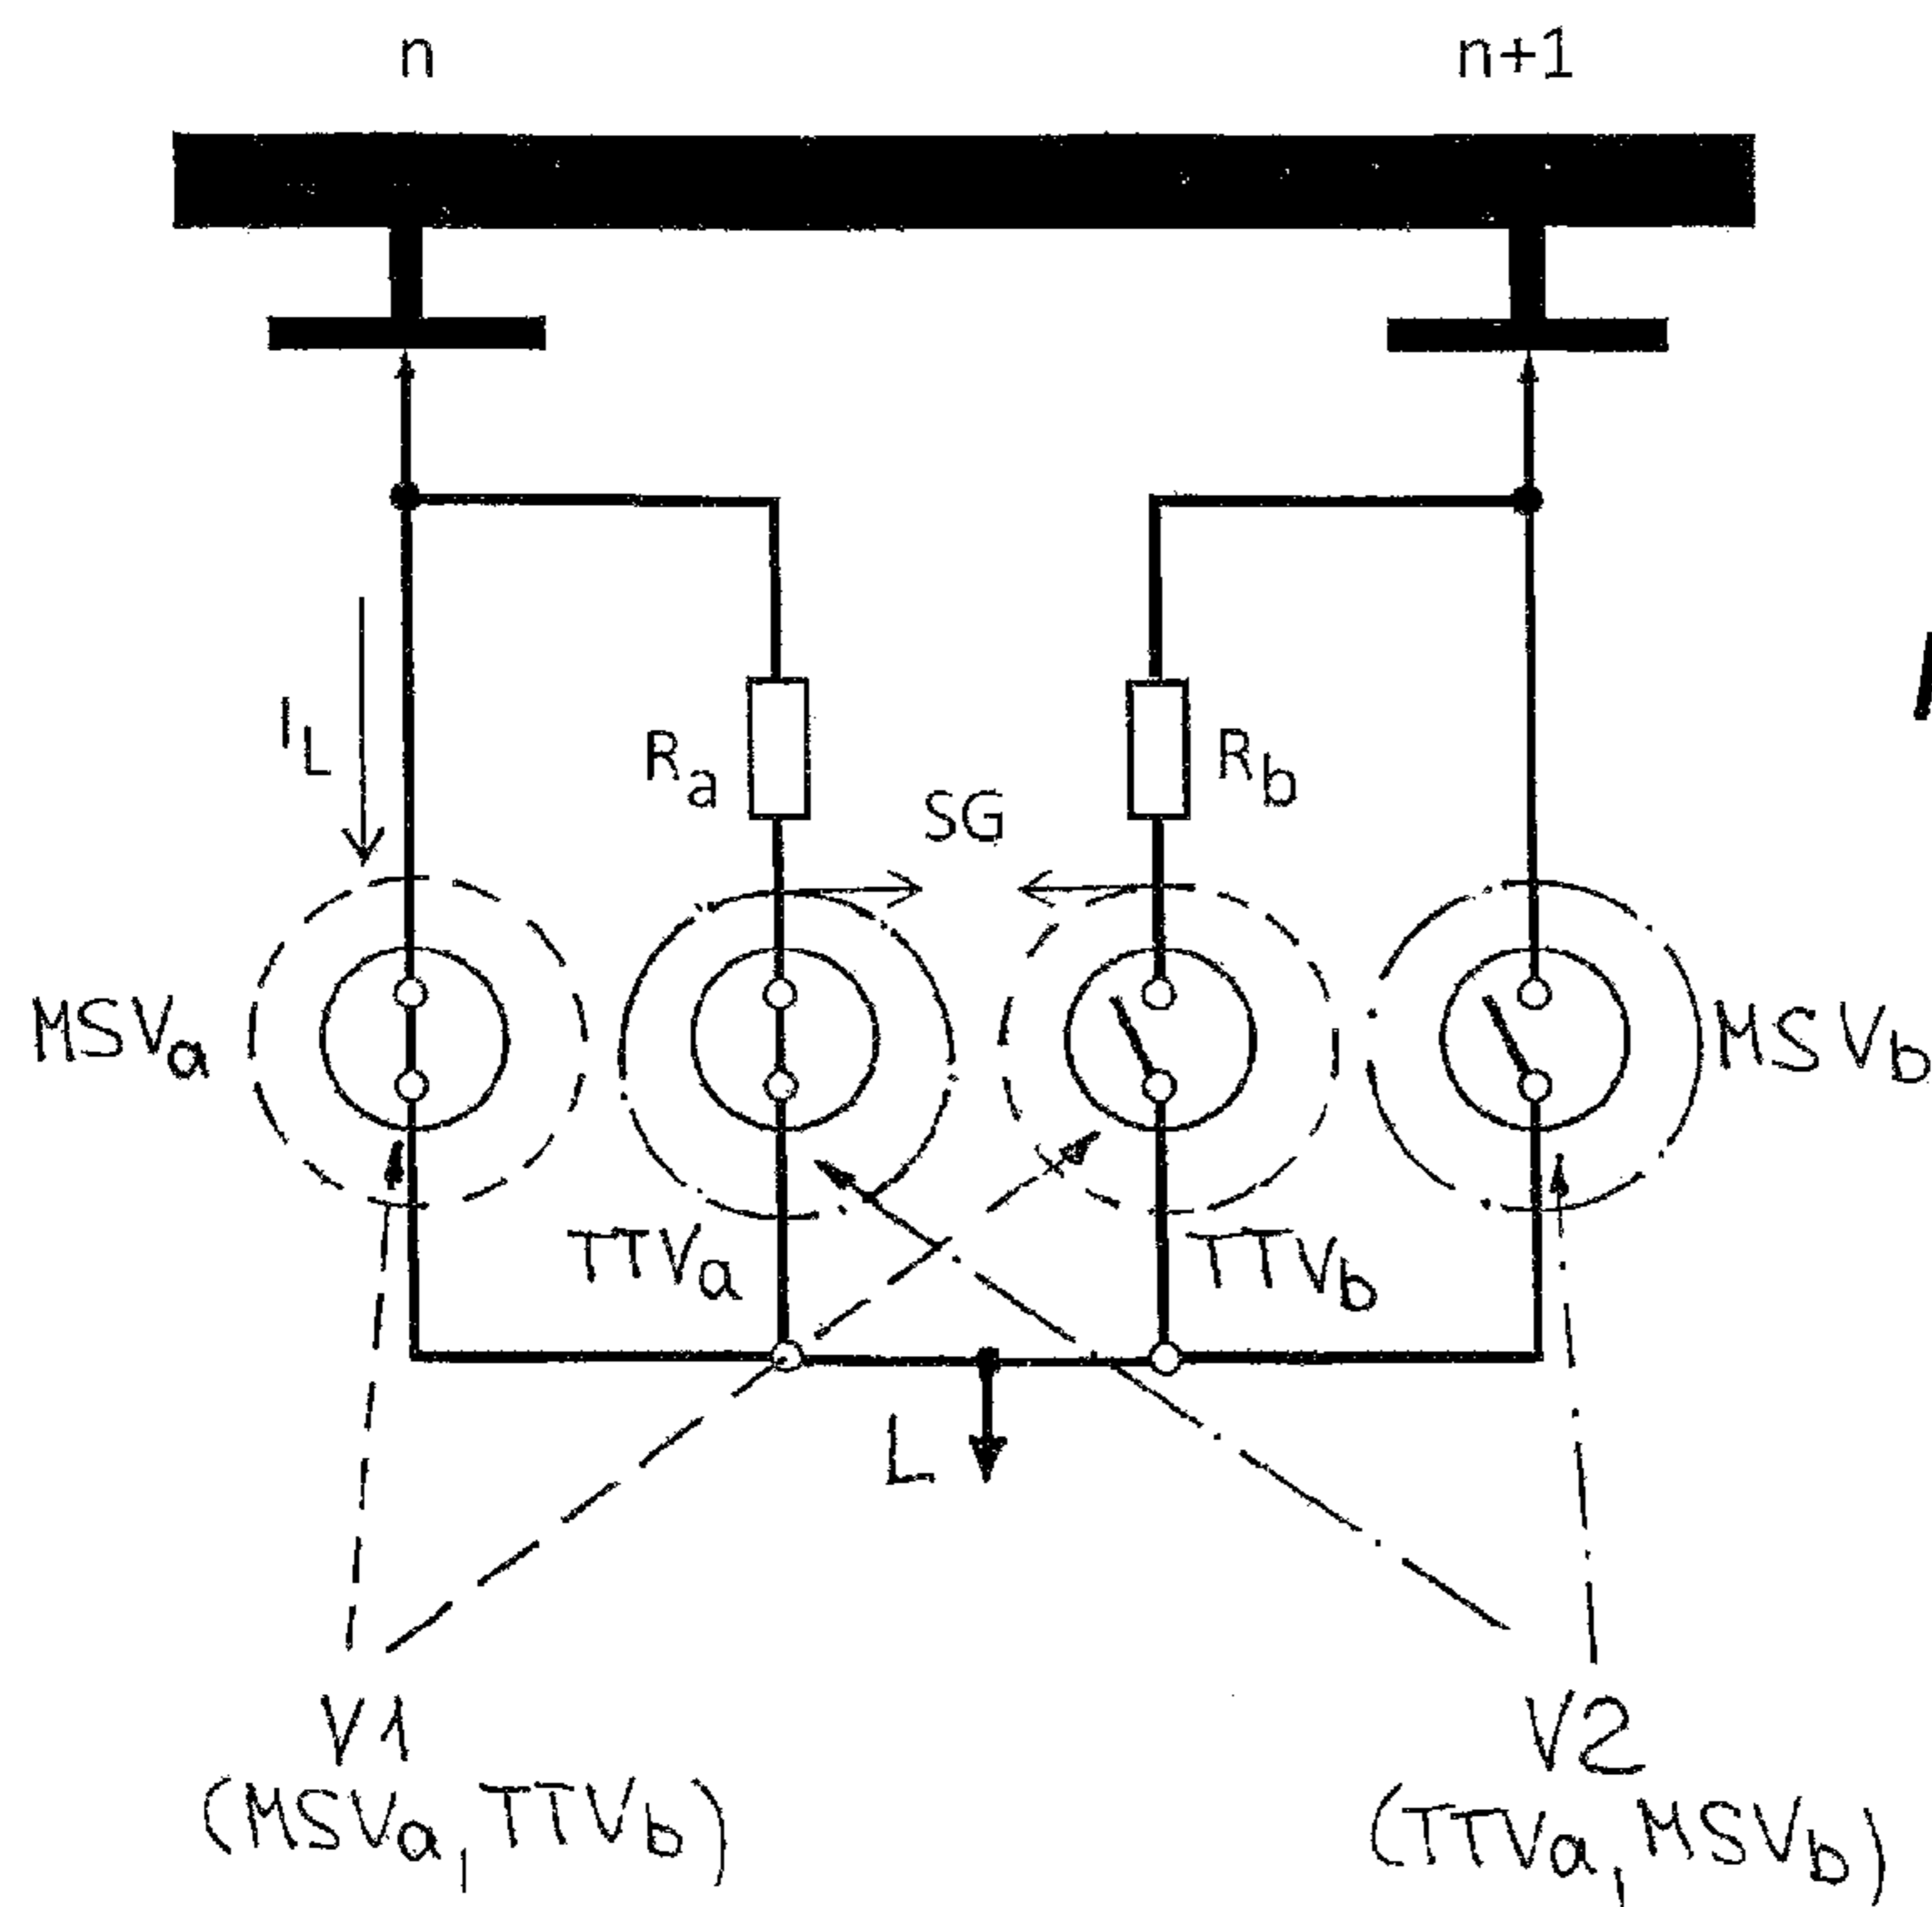 n n+1
I_L
R_a R_b
SG
MSV_a MSV_b
TTV_a TTV_b
L
V1 V2
(MSV_a, TTV_b) (TTV_a, MSV_b)